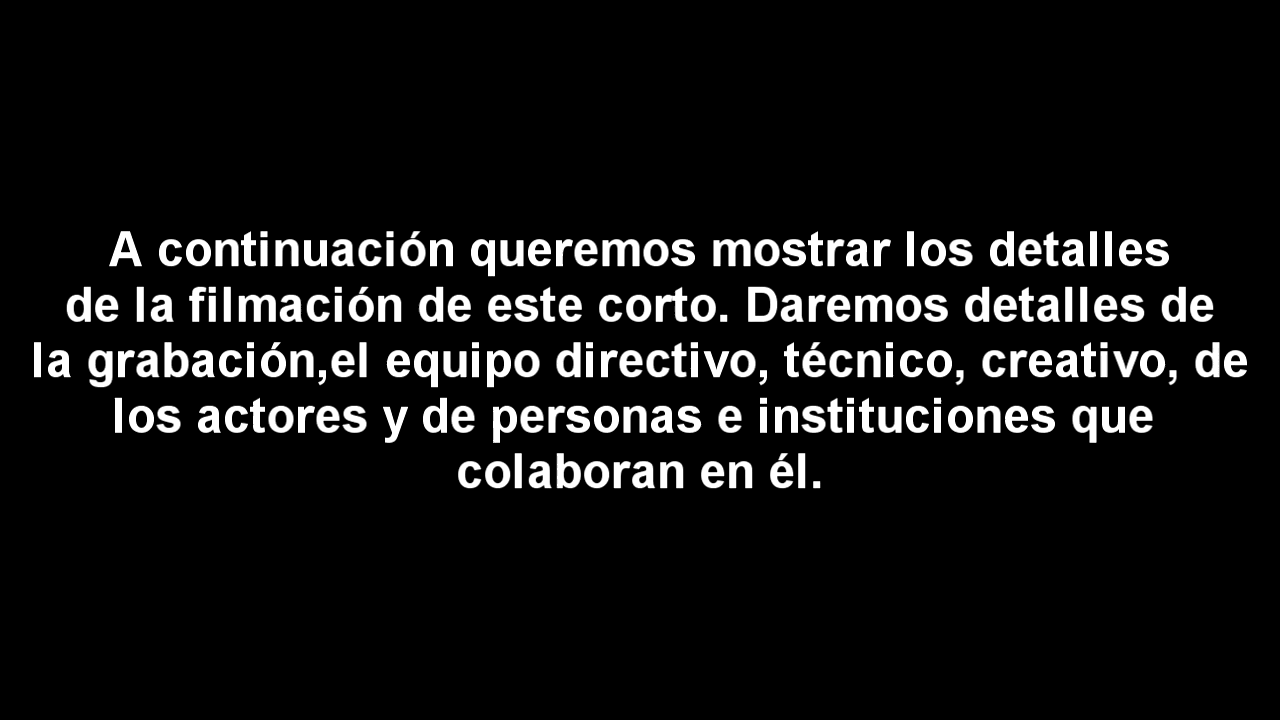 A continuación queremos mostrar los detalles
de la filmación de este corto. Daremos detalles de
la grabación,el equipo directivo, técnico, creativo, de
los actores y de personas e instituciones que
colaboran en él.